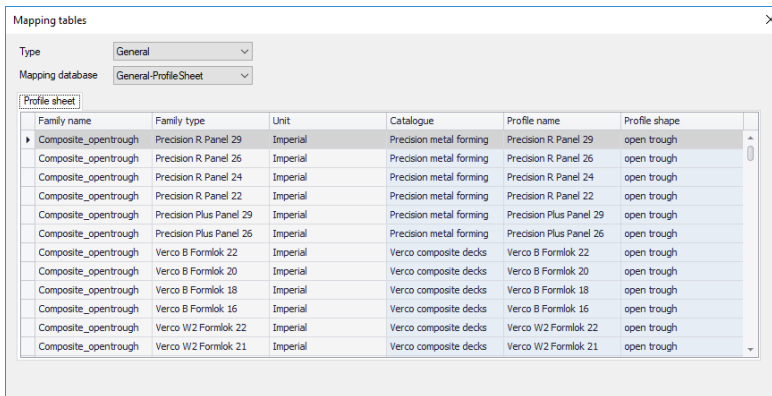 Mapping tables
Type General
Mapping database General-ProfileSheet
Profile sheet
Family name Family type Unit Catalogue Profile name Profile shape
Composite_opentrough Precision R Panel 29 Imperial Precision metal forming Precision R Panel 29 open trough
Composite_opentrough Precision R Panel 26 Imperial Precision metal forming Precision R Panel 26 open trough
Composite_opentrough Precision R Panel 24 Imperial Precision metal forming Precision R Panel 24 open trough
Composite_opentrough Precision R Panel 22 Imperial Precision metal forming Precision R Panel 22 open trough
Composite_opentrough Precision Plus Panel 29 Imperial Precision metal forming Precision Plus Panel 29 open trough
Composite_opentrough Precision Plus Panel 26 Imperial Precision metal forming Precision Plus Panel 26 open trough
Composite_opentrough Verco B Formlok 22 Imperial Verco composite decks Verco B Formlok 22 open trough
Composite_opentrough Verco B Formlok 20 Imperial Verco composite decks Verco B Formlok 20 open trough
Composite_opentrough Verco B Formlok 18 Imperial Verco composite decks Verco B Formlok 18 open trough
Composite_opentrough Verco B Formlok 16 Imperial Verco composite decks Verco B Formlok 16 open trough
Composite_opentrough Verco W2 Formlok 22 Imperial Verco composite decks Verco W2 Formlok 22 open trough
Composite_opentrough Verco W2 Formlok 21 Imperial Verco composite decks Verco W2 Formlok 21 open trough